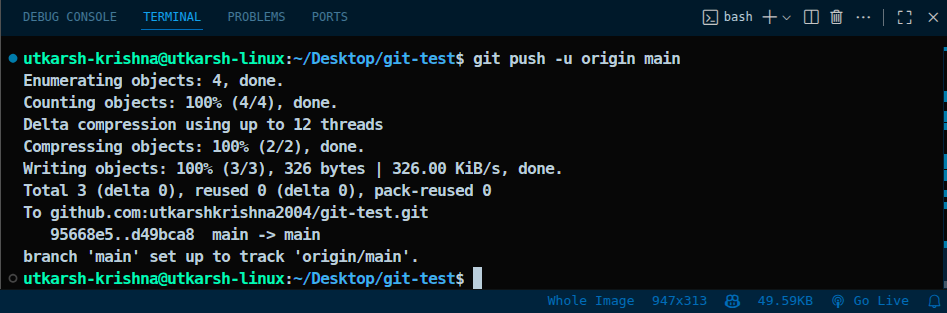 DEBUG CONSOLE TERMINAL PROBLEMS PORTS bash
utkarsh-krishna@utkarsh-linux:~/Desktop/git-test$ git push -u origin main
Enumerating objects: 4, done.
Counting objects: 100% (4/4), done.
Delta compression using up to 12 threads
Compressing objects: 100% (2/2), done.
Writing objects: 100% (3/3), 326 bytes | 326.00 KiB/s, done.
Total 3 (delta 0), reused 0 (delta 0), pack-reused 0
To github.com:utkarshkrishna2004/git-test.git
   95668e5..d49bca8  main -> main
branch 'main' set up to track 'origin/main'.
utkarsh-krishna@utkarsh-linux:~/Desktop/git-test$
Whole Image 947x313 49.59KB Go Live